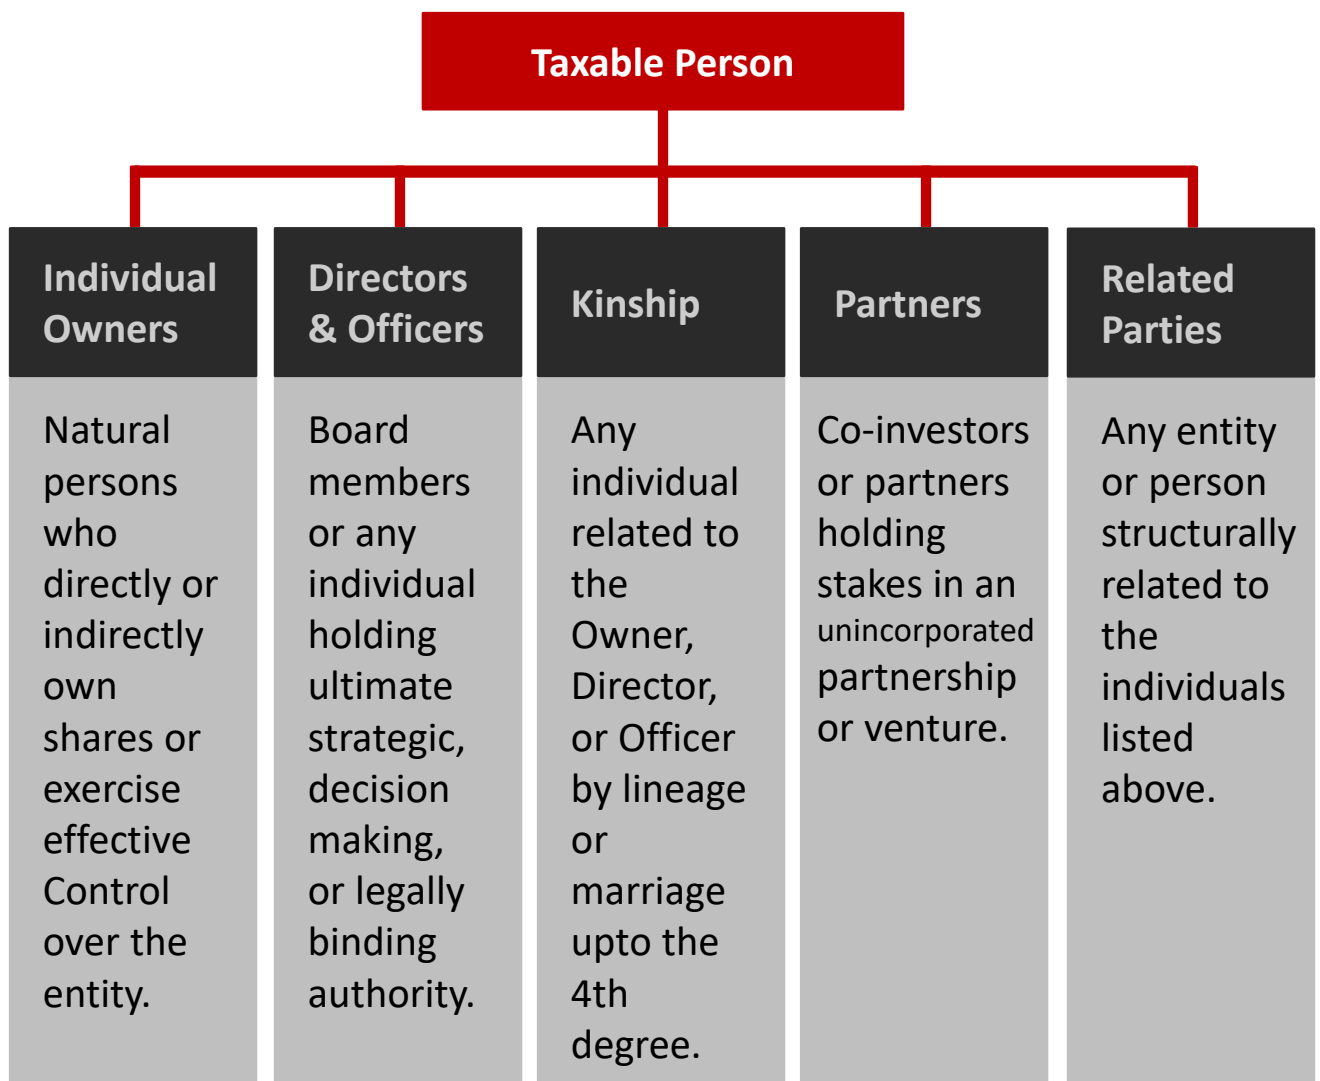 Taxable Person
Individual
Owners
Natural
persons
who
directly or
indirectly
own
shares or
exercise
effective
Control
over the
entity.
Directors
& Officers
Board
members
or any
individual
holding
ultimate
strategic,
decision
making,
or legally
binding
authority.
Kinship
Any
individual
related to
the
Owner,
Director,
or Officer
by lineage
or
marriage
upto the
4th
degree.
Partners
Co-investors
or partners
holding
stakes in an
unincorporated
partnership
or venture.
Related
Parties
Any entity
or person
structurally
related to
the
individuals
listed
above.